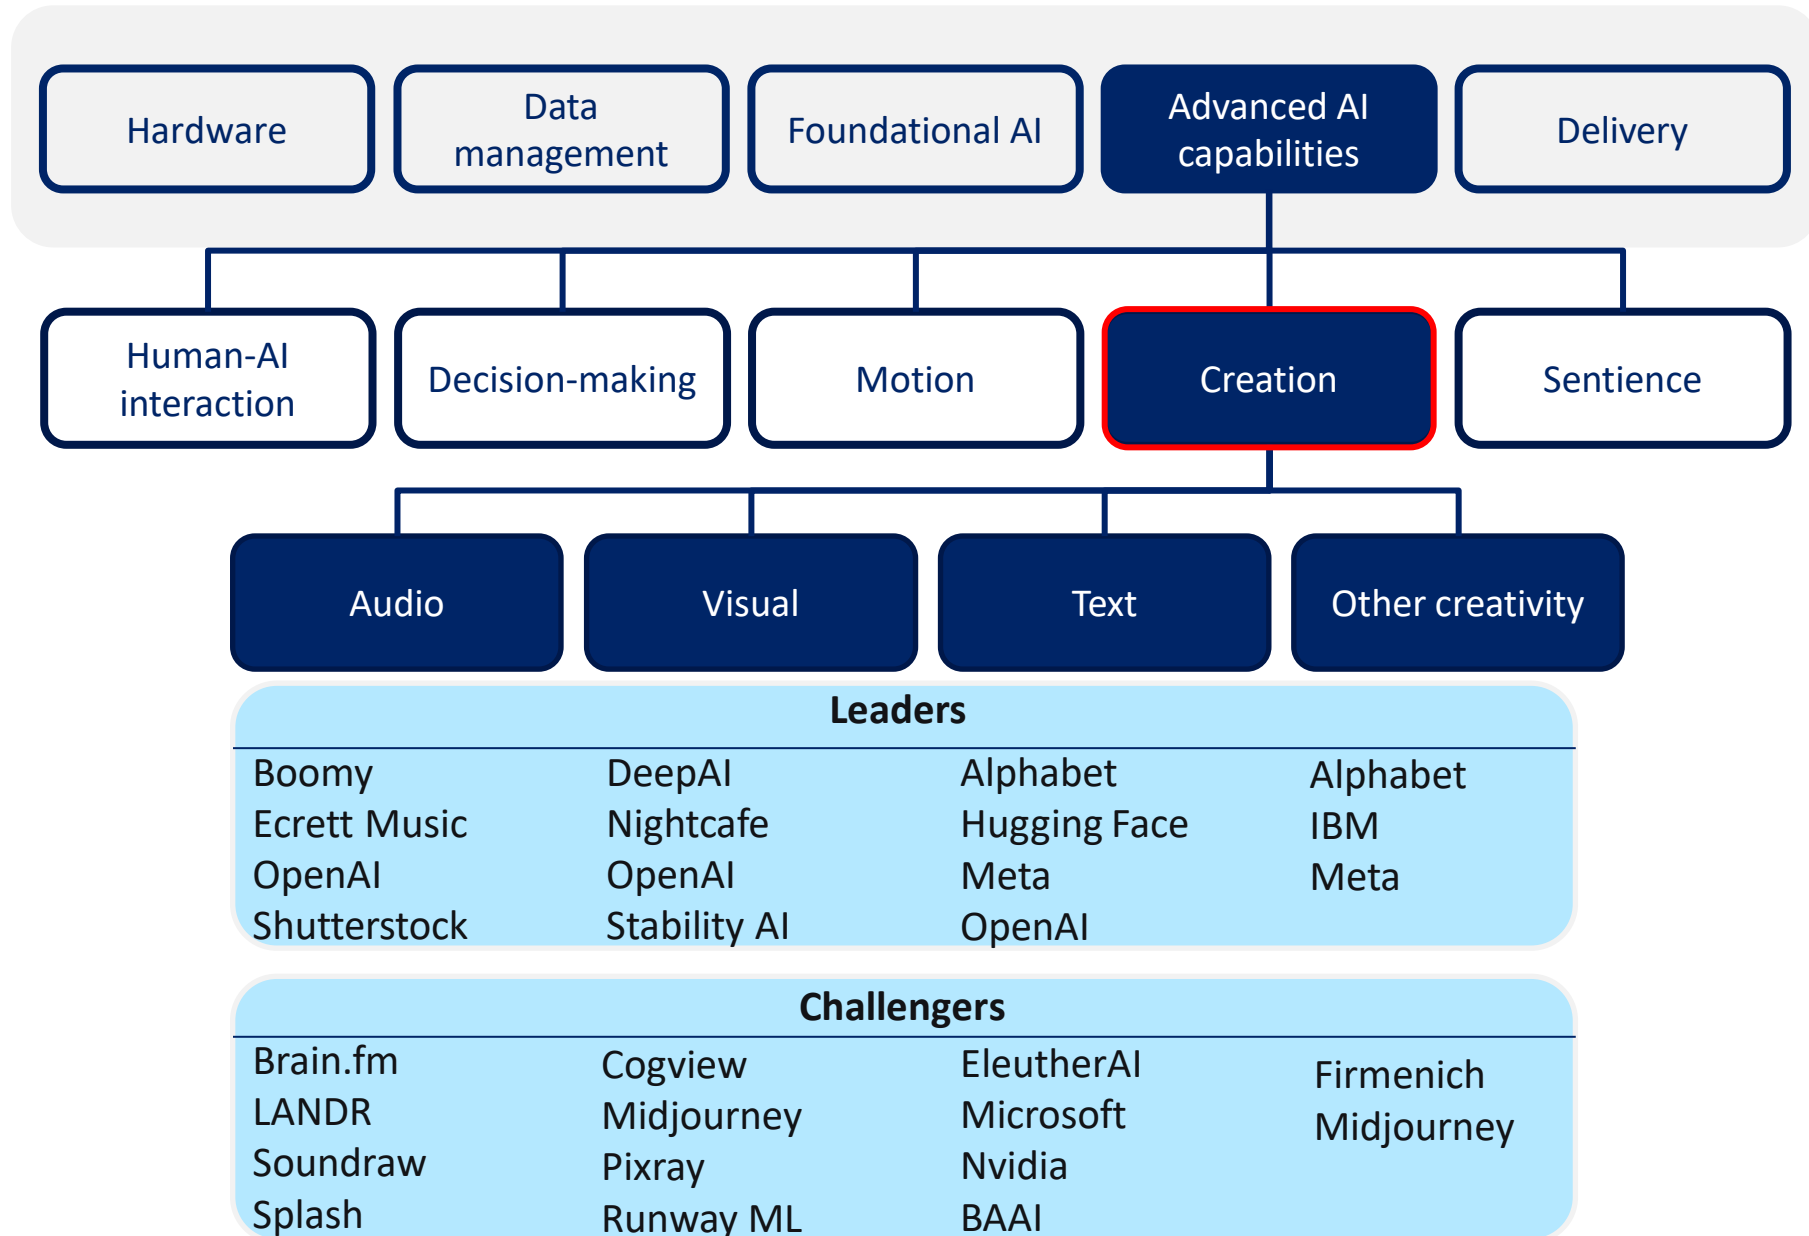 Hardware
Data
management
Foundational AI
Advanced AI
capabilities
Delivery
Human-AI
interaction
Decision-making
Motion
Creation
Sentience
Audio
Visual
Text
Other creativity
Leaders
Boomy
Ecrett Music
OpenAI
Shutterstock
DeepAI
Nightcafe
OpenAI
Stability AI
Alphabet
Hugging Face
Meta
OpenAI
Alphabet
IBM
Meta
Challengers
Brain.fm
LANDR
Soundraw
Splash
Cogview
Midjourney
Pixray
Runway ML
EleutherAI
Microsoft
Nvidia
BAAI
Firmenich
Midjourney